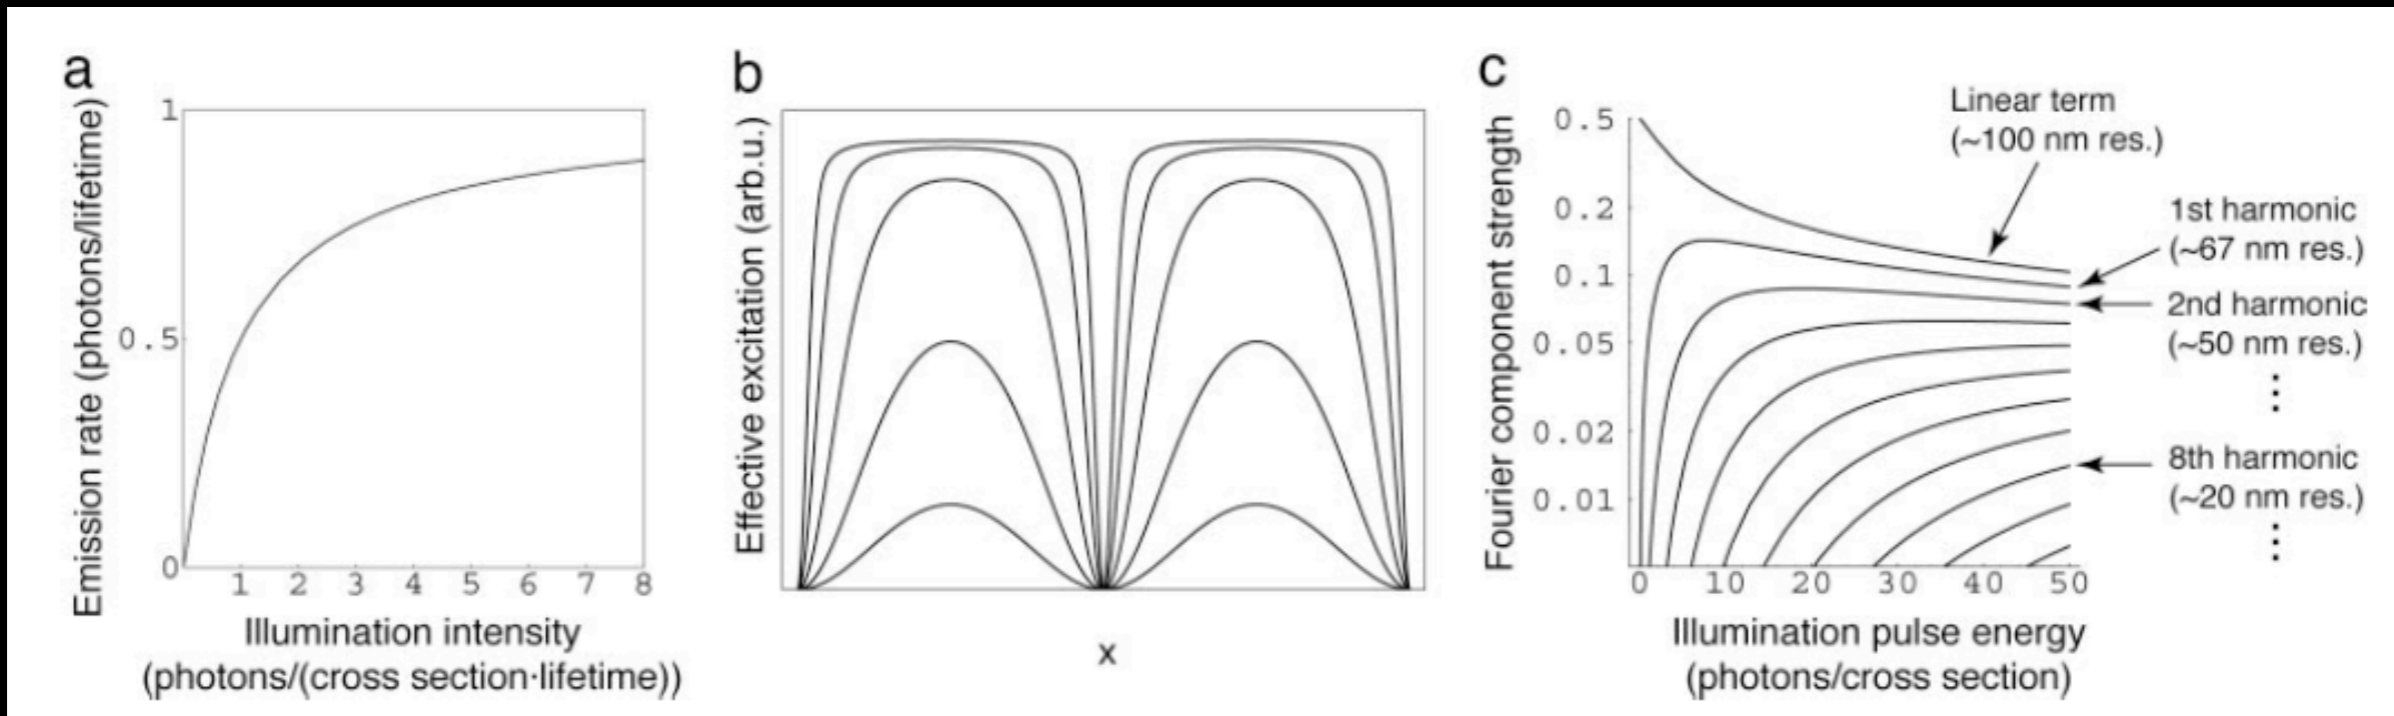 a
Emission rate (photons/lifetime)
1
0.5
0
1 2 3 4 5 6 7 8
Illumination intensity
(photons/(cross section·lifetime))
b
Effective excitation (arb.u.)
x
c
Fourier component strength
0.5
0.2
0.1
0.05
0.02
0.01
0 10 20 30 40 50
Illumination pulse energy
(photons/cross section)
Linear term
(~100 nm res.)
1st harmonic
(~67 nm res.)
2nd harmonic
(~50 nm res.)
8th harmonic
(~20 nm res.)